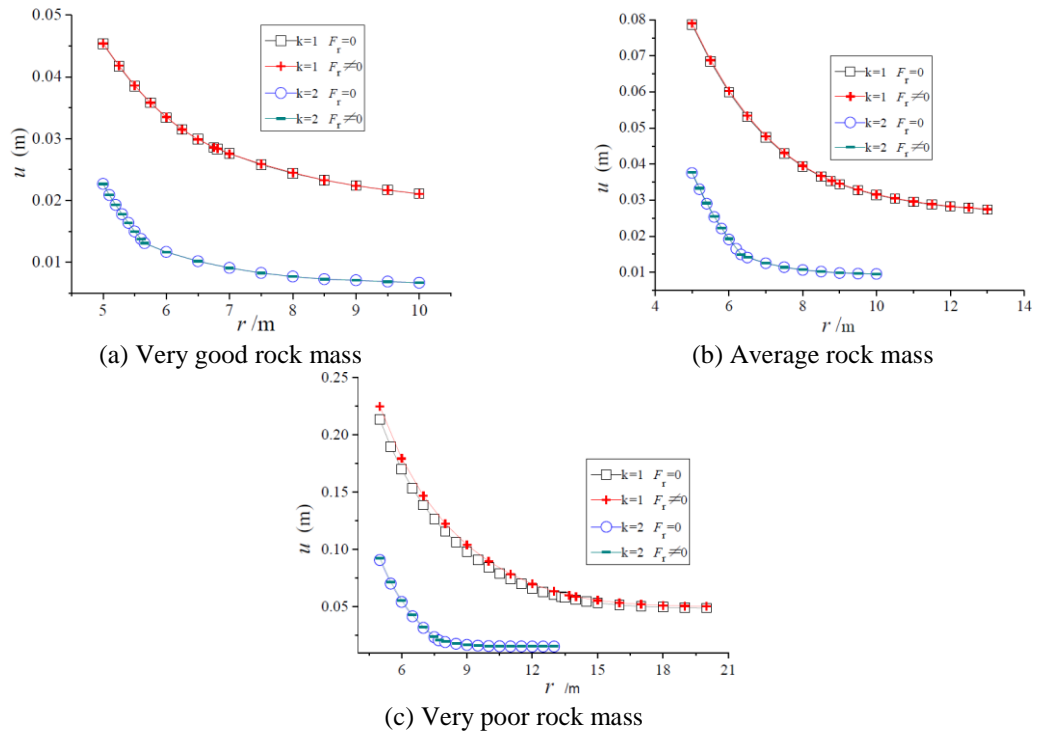 0.05
0.04
0.03
0.02
0.01
u (m)
5 6 7 8 9 10
r /m
k=1 Fr=0
k=1 Fr≠0
k=2 Fr=0
k=2 Fr≠0
(a) Very good rock mass
0.08
0.07
0.06
0.05
0.04
0.03
0.02
0.01
u (m)
4 6 8 10 12 14
r /m
k=1 Fr=0
k=1 Fr≠0
k=2 Fr=0
k=2 Fr≠0
(b) Average rock mass
0.25
0.20
0.15
0.10
0.05
u (m)
6 9 12 15 18 21
r /m
k=1 Fr=0
k=1 Fr≠0
k=2 Fr=0
k=2 Fr≠0
(c) Very poor rock mass